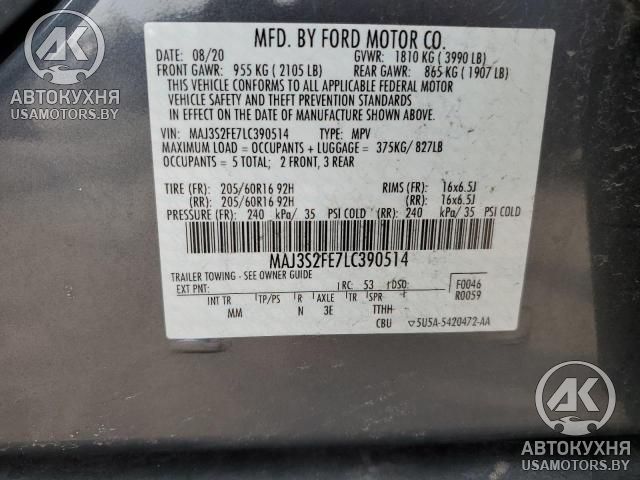 MFD. BY FORD MOTOR CO.
DATE: 08/20 GVWR: 1810 KG ( 3990 LB)
FRONT GAWR: 955 KG ( 2105 LB) REAR GAWR: 865 KG ( 1907 LB)
THIS VEHICLE CONFORMS TO ALL APPLICABLE FEDERAL MOTOR
VEHICLE SAFETY AND THEFT PREVENTION STANDARDS
IN EFFECT ON THE DATE OF MANUFACTURE SHOWN ABOVE.
VIN: MAJ3S2FE7LC390514 TYPE: MPV
MAXIMUM LOAD = OCCUPANTS + LUGGAGE = 375KG/ 827LB
OCCUPANTS = 5 TOTAL; 2 FRONT, 3 REAR
TIRE (FR): 205/60R16 92H RIMS (FR): 16x6.5J
(RR): 205/60R16 92H (RR): 16x6.5J
PRESSURE (FR): 240 kPa/ 35 PSI COLD (RR): 240 kPa/ 35 PSI COLD
MAJ3S2FE7LC390514
TRAILER TOWING - SEE OWNER GUIDE
EXT PNT: RC: 53 DSO: F0046
R0059
INT TR TP/PS R AXLE TR SPR
MM N 3E TTHH
CBU ▽5U5A-5420472-AA
АК
АВТОКУХНЯ
USAMOTORS.BY
АК
АВТОКУХНЯ
USAMOTORS.BY